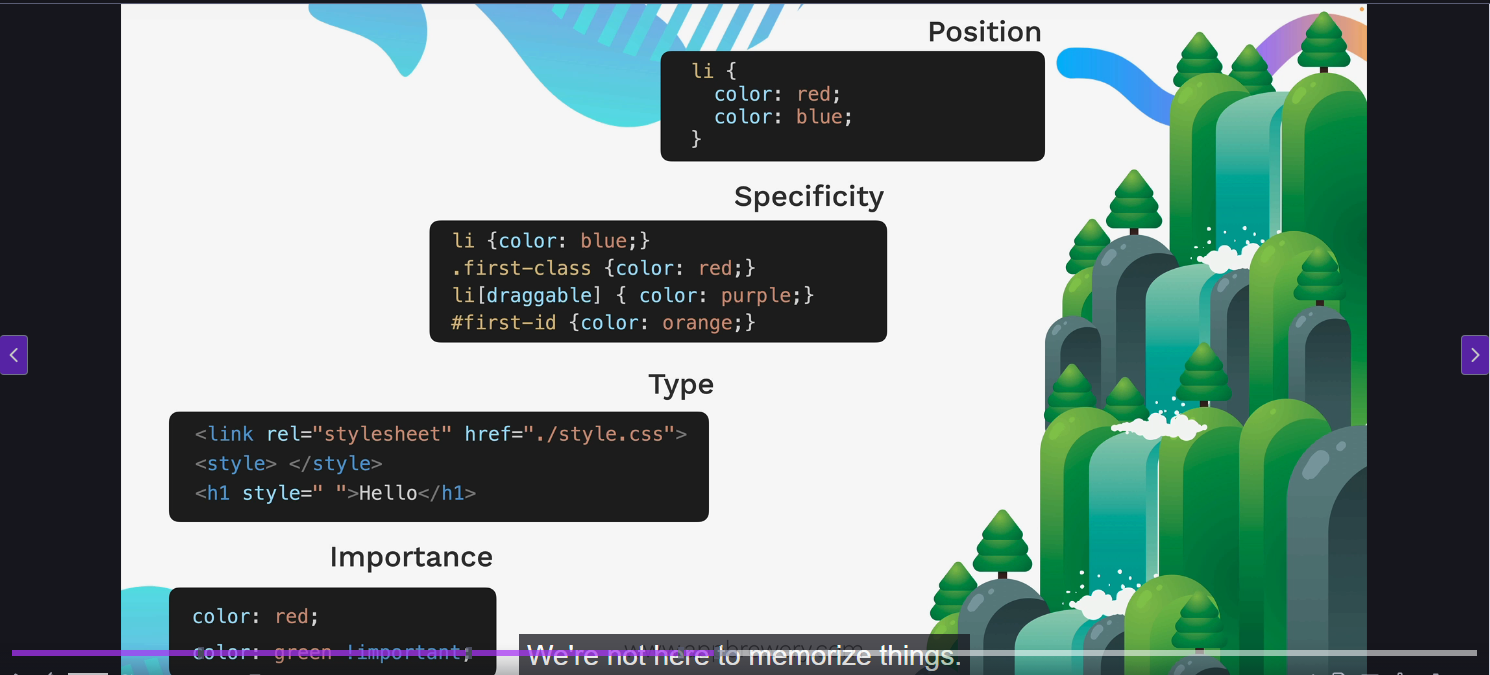 Position
li {
color: red;
color: blue;
}
Specificity
li {color: blue;}
.first-class {color: red;}
li[draggable] { color: purple;}
#first-id {color: orange;}
Type
<link rel="stylesheet" href="./style.css">
<style> </style>
<h1 style=" ">Hello</h1>
Importance
color: red;
color: green !important;
We're not here to memorize things.